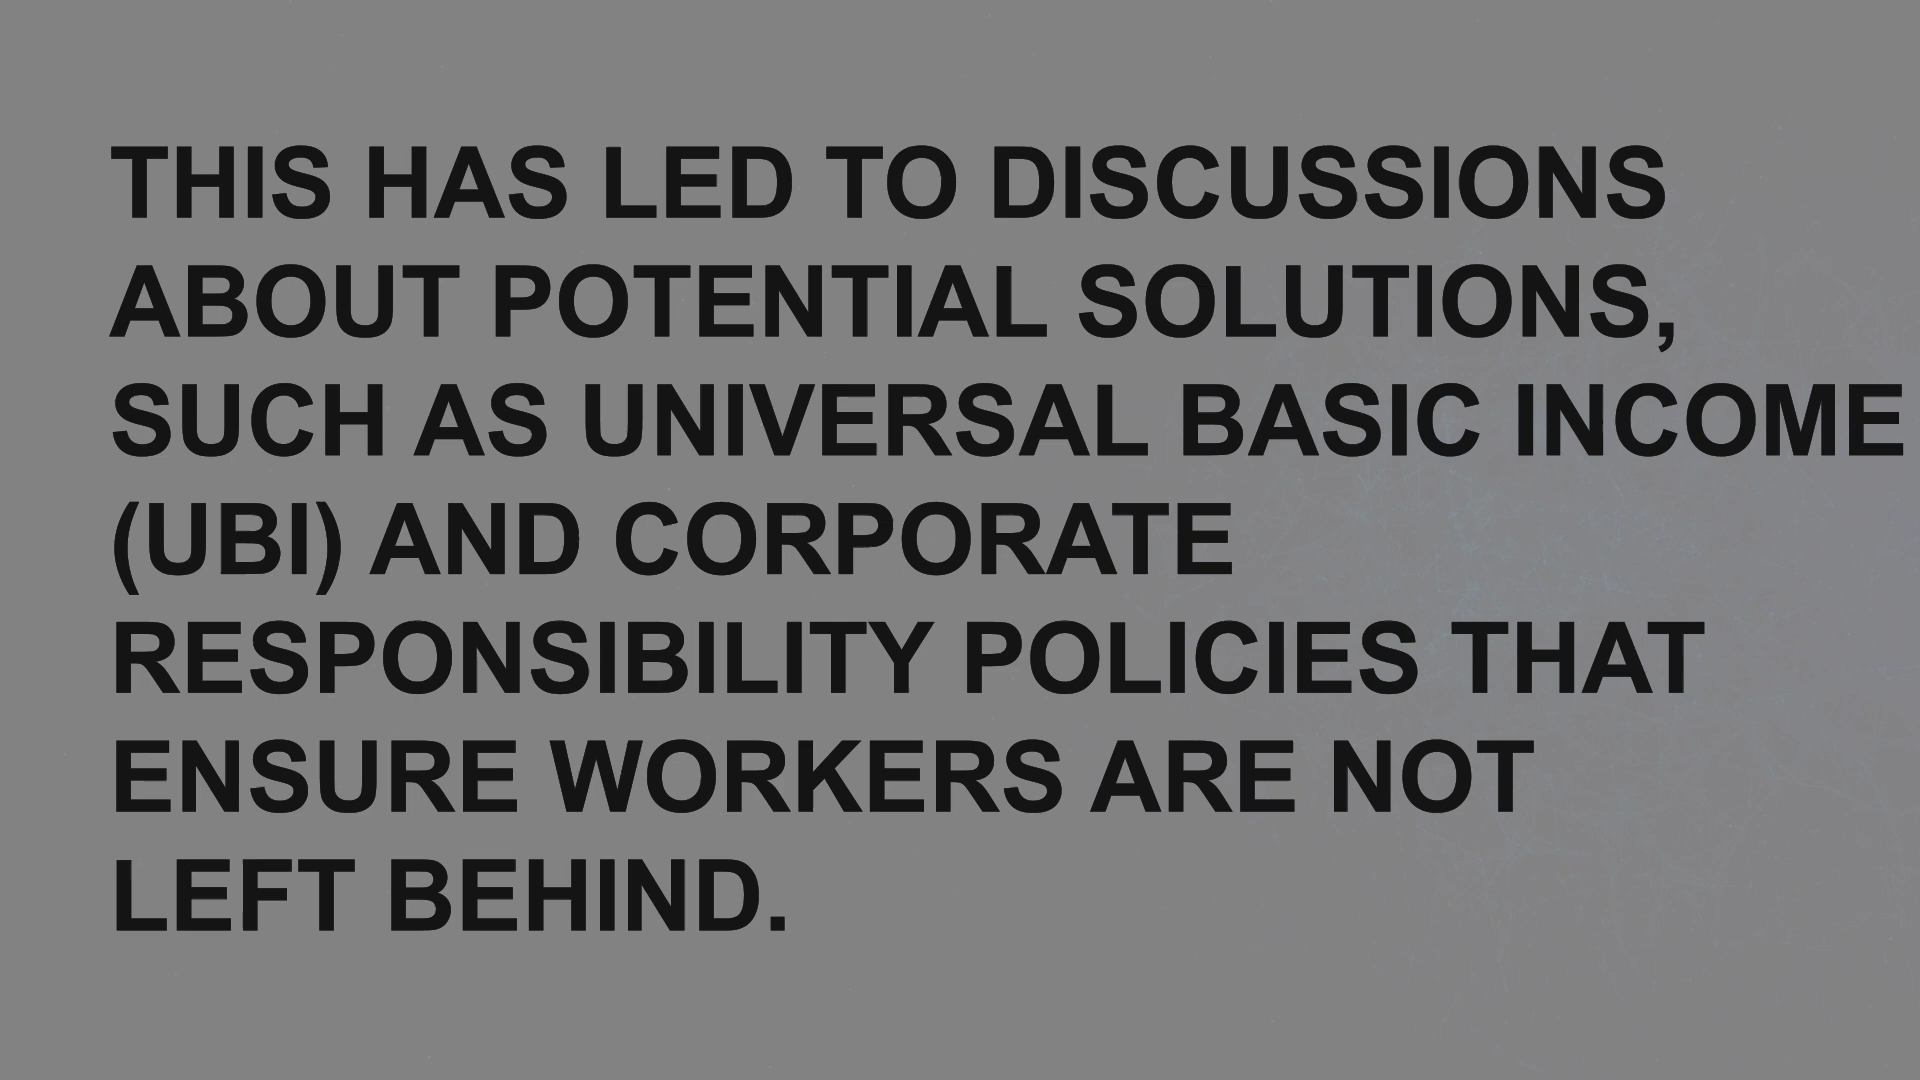 THIS HAS LED TO DISCUSSIONS
ABOUT POTENTIAL SOLUTIONS,
SUCH AS UNIVERSAL BASIC INCOME
(UBI) AND CORPORATE
RESPONSIBILITY POLICIES THAT
ENSURE WORKERS ARE NOT
LEFT BEHIND.